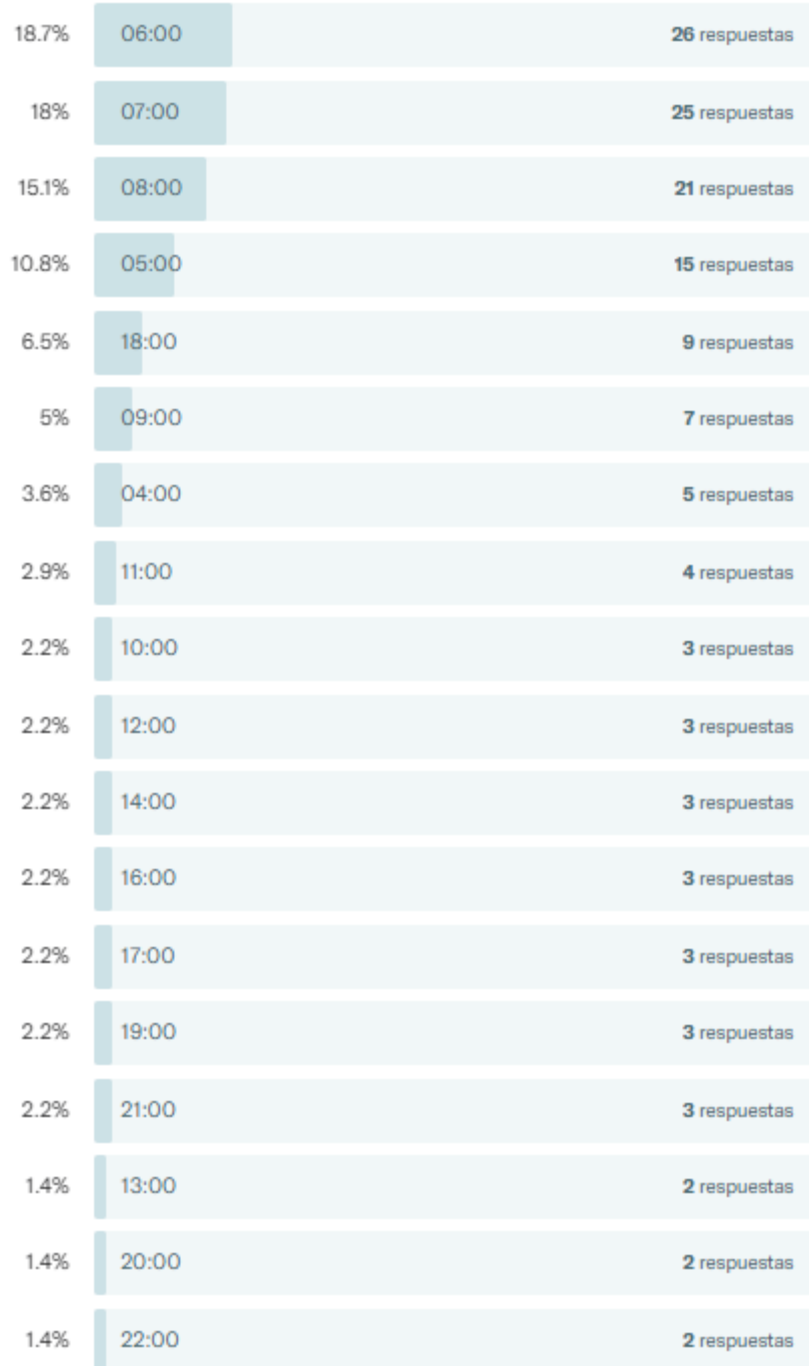 18.7% 06:00 26 respuestas
18% 07:00 25 respuestas
15.1% 08:00 21 respuestas
10.8% 05:00 15 respuestas
6.5% 18:00 9 respuestas
5% 09:00 7 respuestas
3.6% 04:00 5 respuestas
2.9% 11:00 4 respuestas
2.2% 10:00 3 respuestas
2.2% 12:00 3 respuestas
2.2% 14:00 3 respuestas
2.2% 16:00 3 respuestas
2.2% 17:00 3 respuestas
2.2% 19:00 3 respuestas
2.2% 21:00 3 respuestas
1.4% 13:00 2 respuestas
1.4% 20:00 2 respuestas
1.4% 22:00 2 respuestas